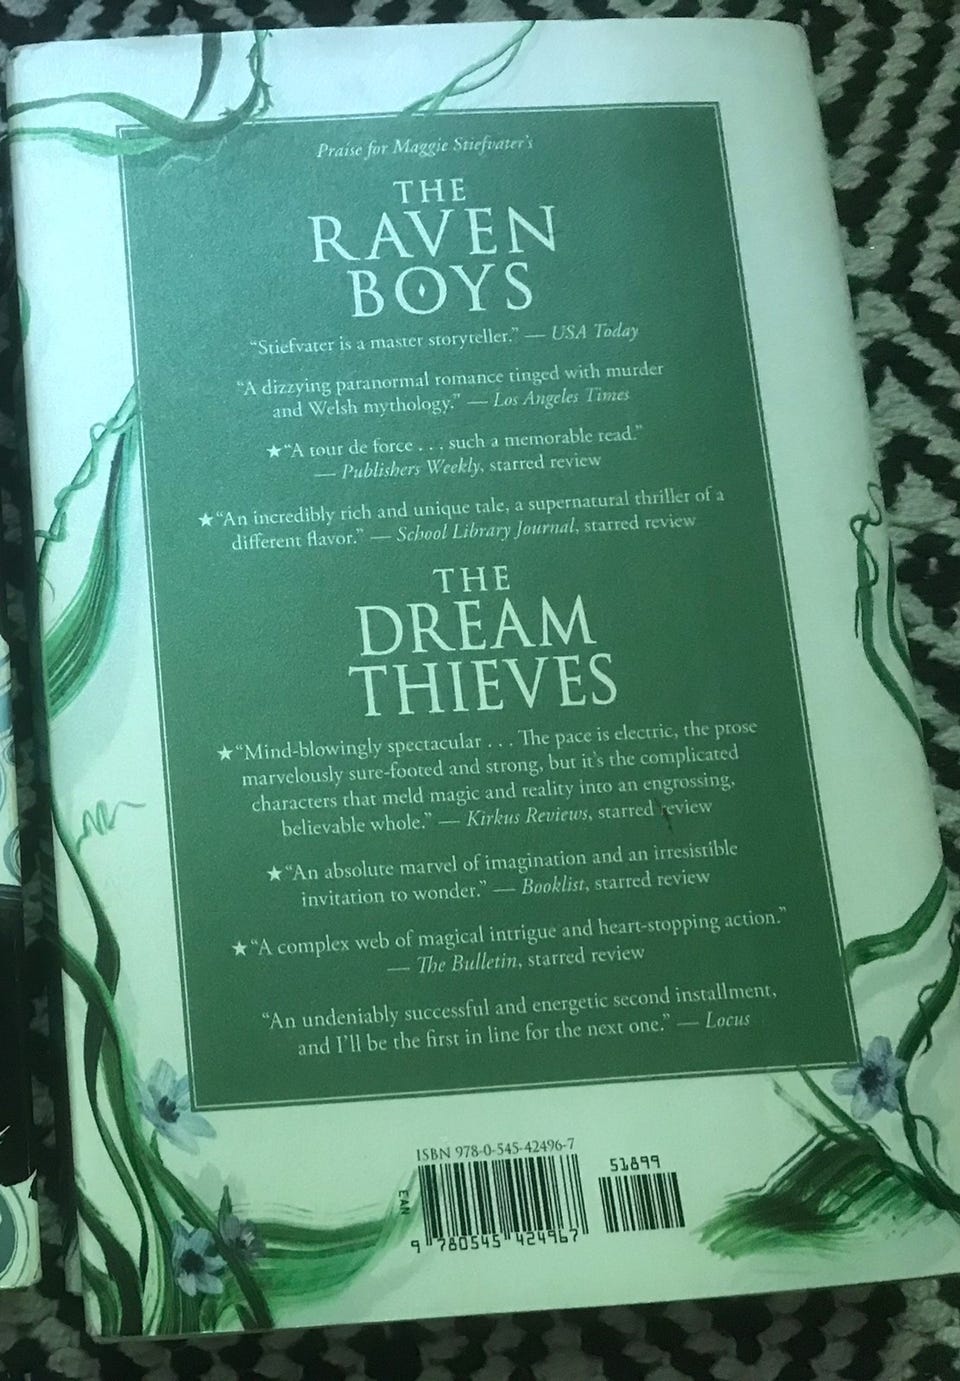 Praise for Maggie Stiefvater's
THE
RAVEN
BOYS
“Stiefvater is a master storyteller.” — USA Today
“A dizzying paranormal romance tinged with murder
and Welsh mythology.” — Los Angeles Times
★“A tour de force . . . such a memorable read.”
— Publishers Weekly, starred review
★“An incredibly rich and unique tale, a supernatural thriller of a
different flavor.” — School Library Journal, starred review
THE
DREAM
THIEVES
★“Mind-blowingly spectacular . . . The pace is electric, the prose
marvelously sure-footed and strong, but it's the complicated
characters that meld magic and reality into an engrossing,
believable whole.” — Kirkus Reviews, starred review
★“An absolute marvel of imagination and an irresistible
invitation to wonder.” — Booklist, starred review
★“A complex web of magical intrigue and heart-stopping action.”
— The Bulletin, starred review
“An undeniably successful and energetic second installment,
and I'll be the first in line for the next one.” — Locus
ISBN 978-0-545-42496-7
51899
EAN
9 780545 424967